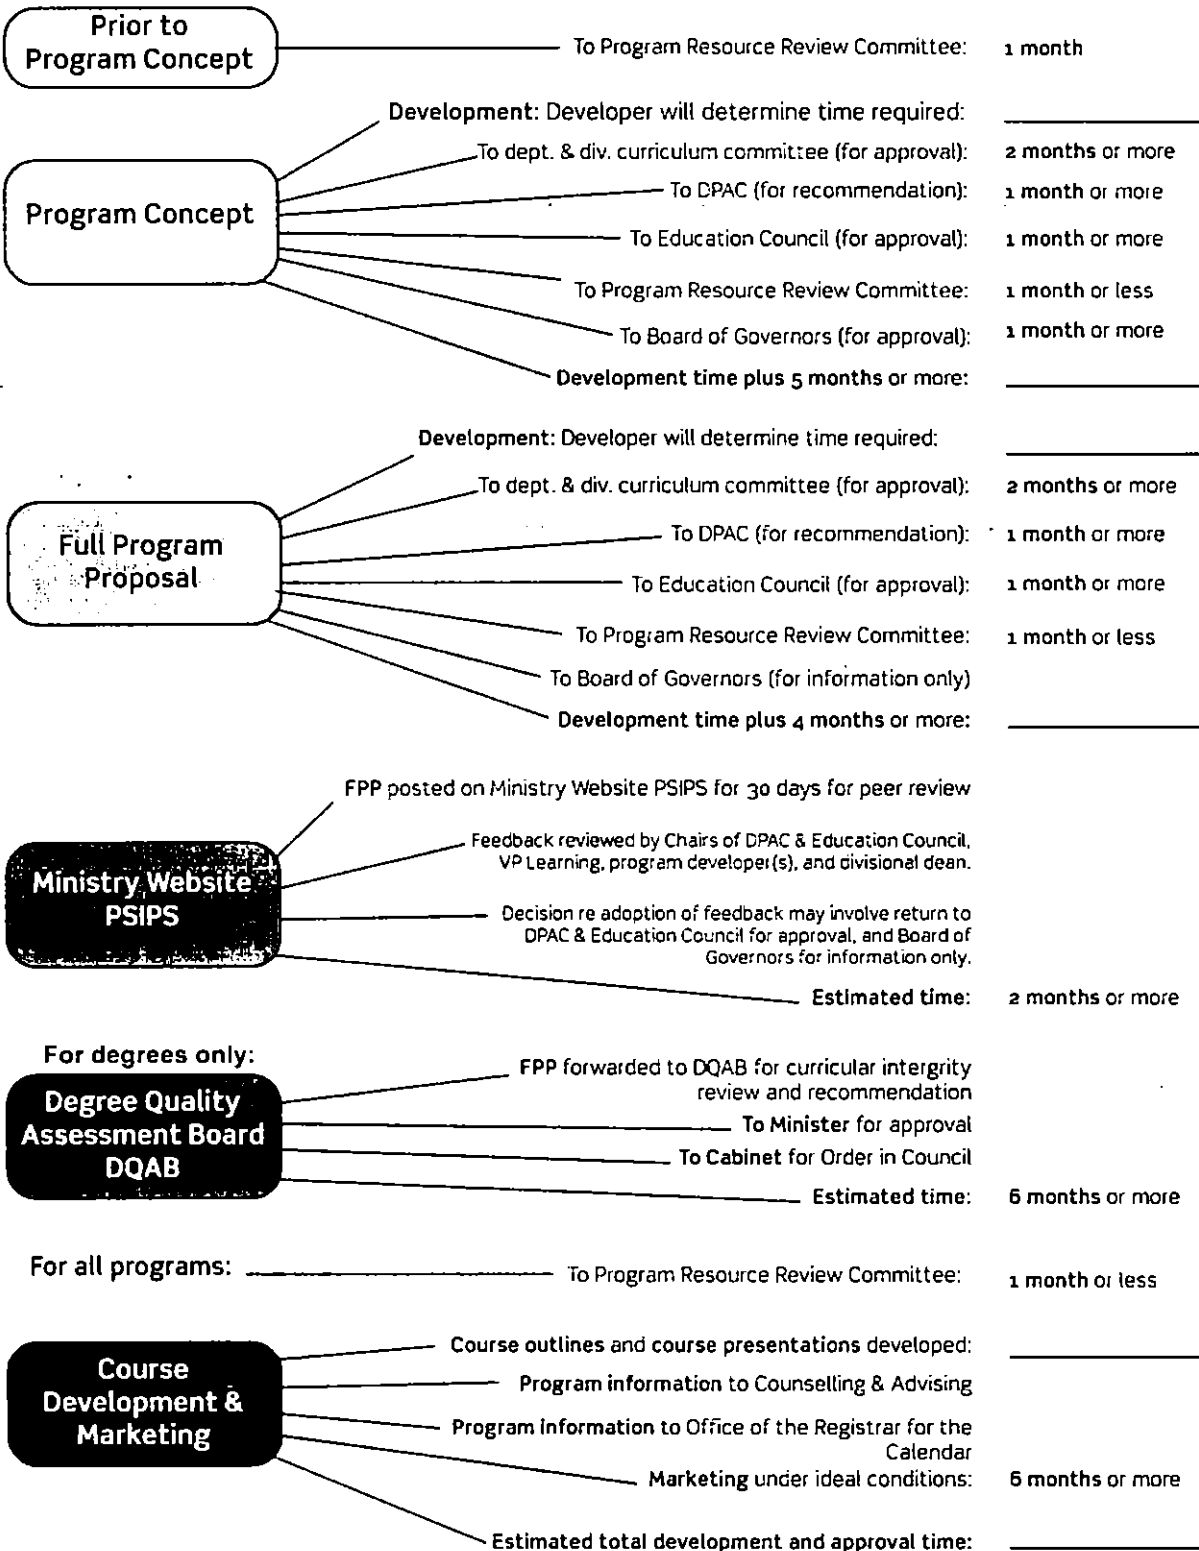 Prior to
Program Concept
To Program Resource Review Committee: 1 month
Development: Developer will determine time required:
To dept. & div. curriculum committee (for approval): 2 months or more
Program Concept
To DPAC (for recommendation): 1 month or more
To Education Council (for approval): 1 month or more
To Program Resource Review Committee: 1 month or less
To Board of Governors (for approval): 1 month or more
Development time plus 5 months or more:
Development: Developer will determine time required:
To dept. & div. curriculum committee (for approval): 2 months or more
Full Program
Proposal
To DPAC (for recommendation): 1 month or more
To Education Council (for approval): 1 month or more
To Program Resource Review Committee: 1 month or less
To Board of Governors (for information only)
Development time plus 4 months or more:
FPP posted on Ministry Website PSIPS for 30 days for peer review
Ministry Website
PSIPS
Feedback reviewed by Chairs of DPAC & Education Council,
VP Learning, program developer(s), and divisional dean.
Decision re adoption of feedback may involve return to
DPAC & Education Council for approval, and Board of
Governors for information only.
Estimated time: 2 months or more
For degrees only:
Degree Quality
Assessment Board
DQAB
FPP forwarded to DQAB for curricular intergrity
review and recommendation
To Minister for approval
To Cabinet for Order in Council
Estimated time: 6 months or more
For all programs:
To Program Resource Review Committee: 1 month or less
Course
Development &
Marketing
Course outlines and course presentations developed:
Program information to Counselling & Advising
Program information to Office of the Registrar for the
Calendar
Marketing under ideal conditions: 6 months or more
Estimated total development and approval time: